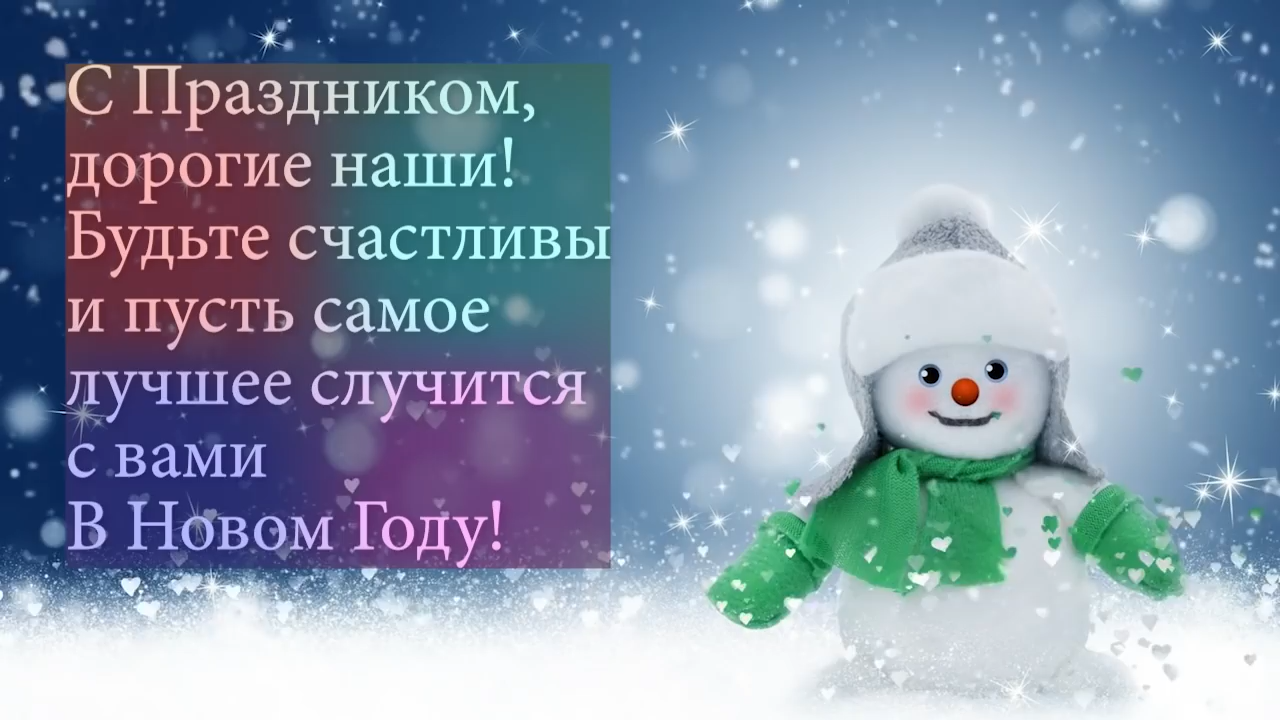 С Праздником,
дорогие наши!
Будьте счастливы
и пусть самое
лучшее случится
с вами
В Новом Году!